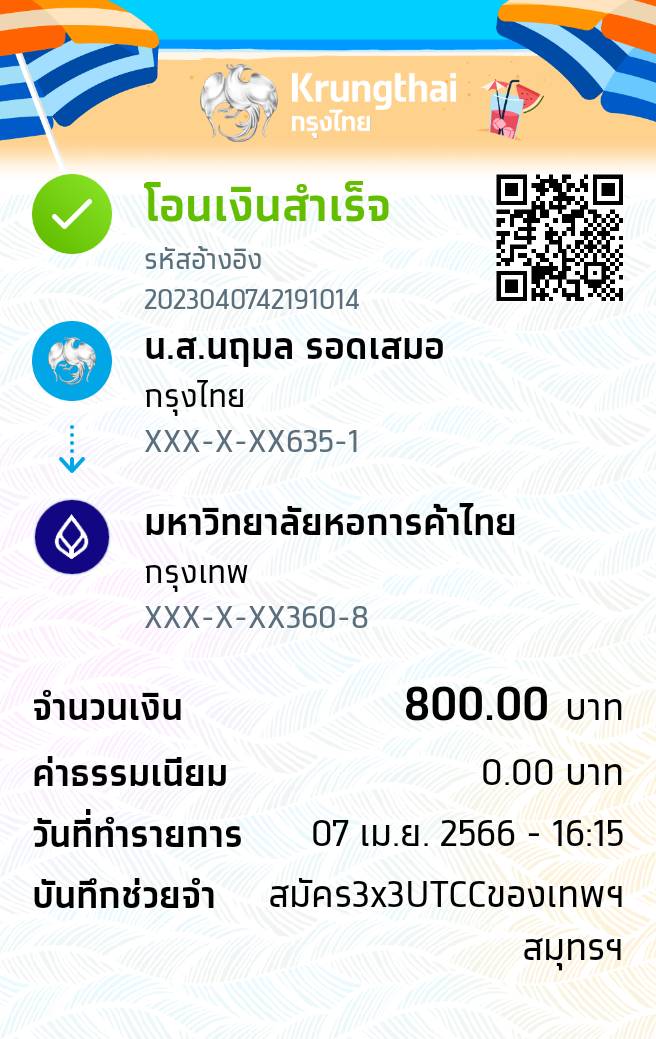 Krungthai
กรุงไทย
โอนเงินสำเร็จ
รหัสอ้างอิง
2023040742191014
น.ส.นฤมล รอดเสมอ
กรุงไทย
XXX-X-XX635-1
มหาวิทยาลัยหอการค้าไทย
กรุงเทพ
XXX-X-XX360-8
จำนวนเงิน 800.00 บาท
ค่าธรรมเนียม 0.00 บาท
วันที่ทำรายการ 07 เม.ย. 2566 - 16:15
บันทึกช่วยจำ สมัคร3x3UTCCของเทพฯ
สมุทรฯ